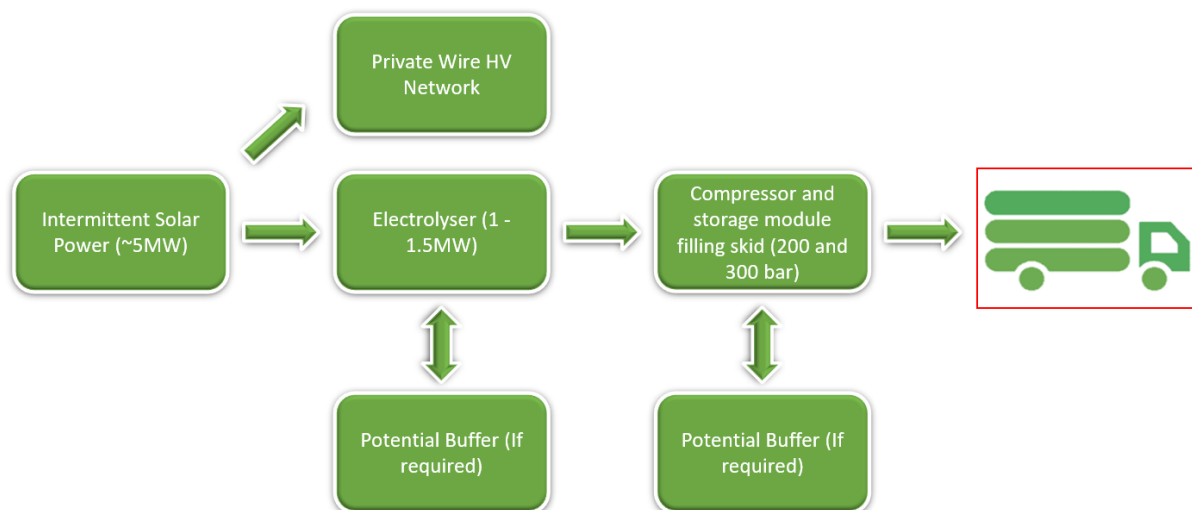 Private Wire HV
Network
Intermittent Solar
Power (~5MW)
Electrolyser (1 -
1.5MW)
Compressor and
storage module
filling skid (200 and
300 bar)
Potential Buffer (If
required)
Potential Buffer (If
required)